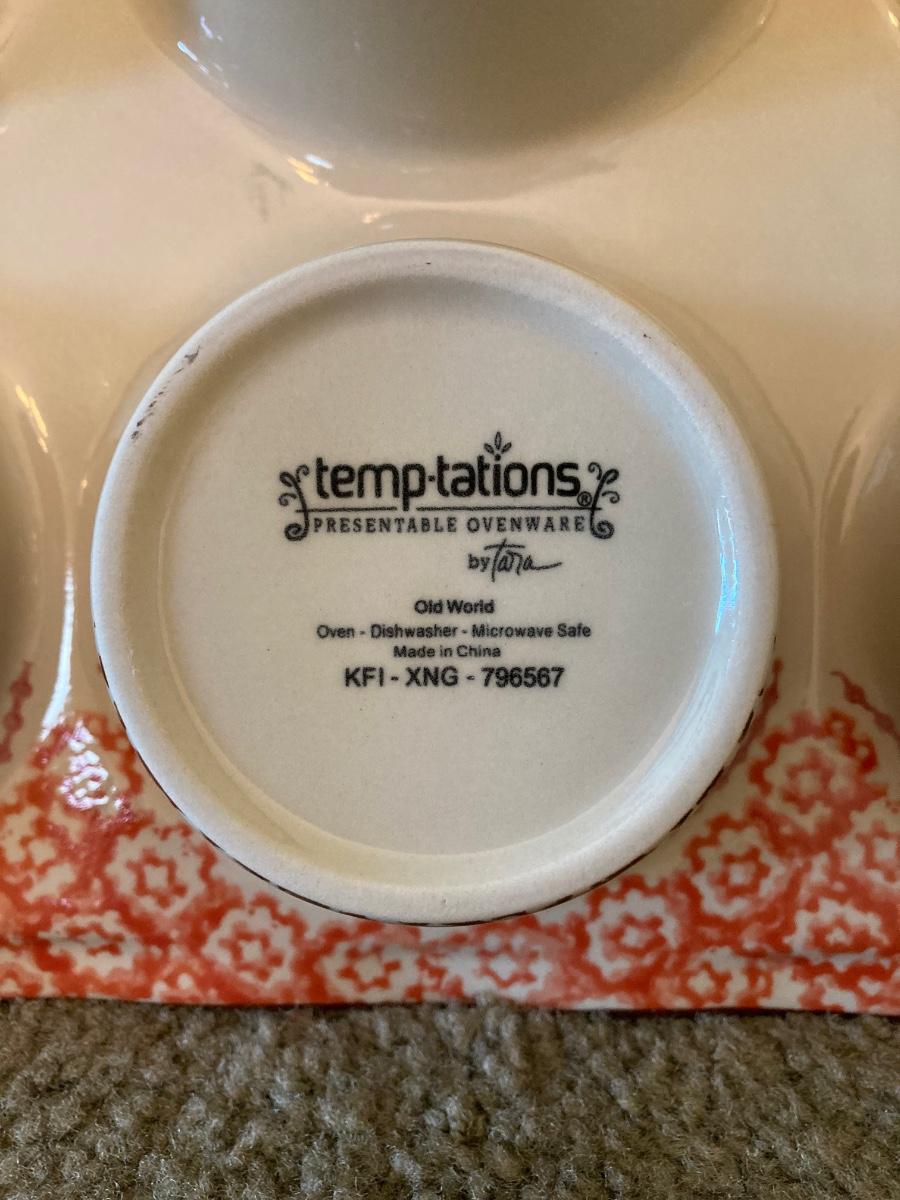 temp·tations®
PRESENTABLE OVENWARE
by Tara
Old World
Oven - Dishwasher - Microwave Safe
Made in China
KFI - XNG - 796567